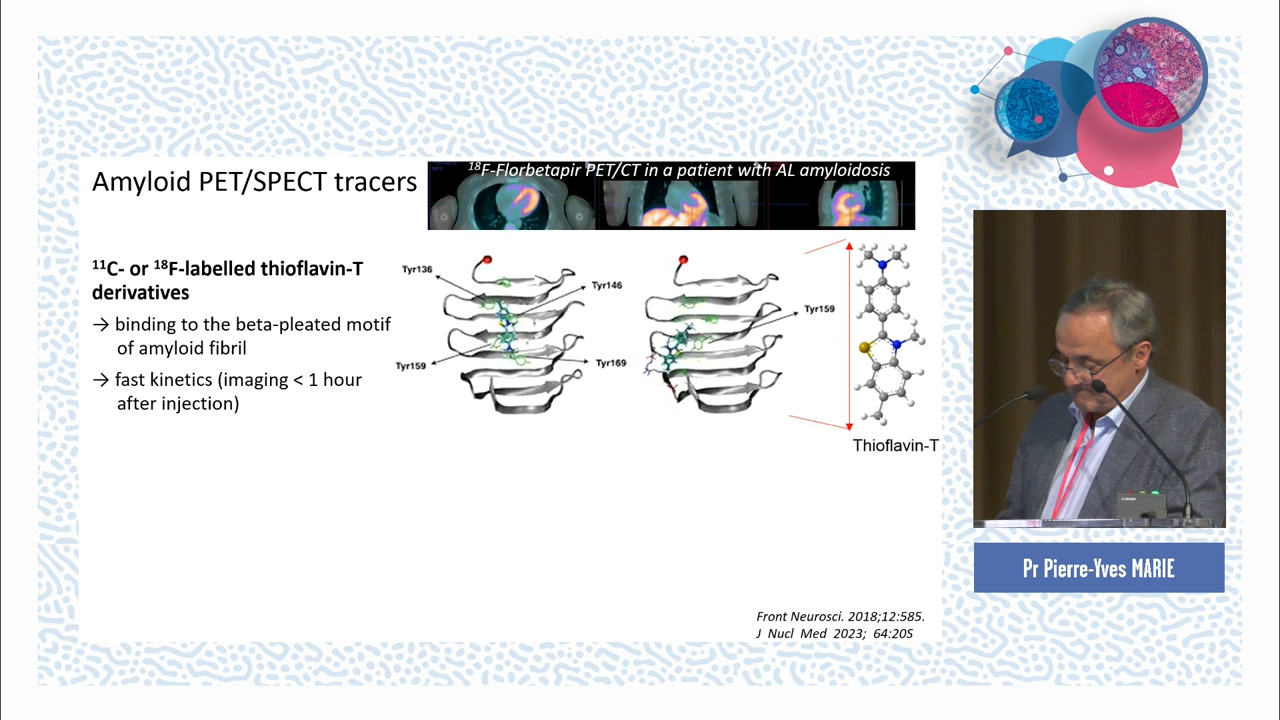 Amyloid PET/SPECT tracers
¹⁸F-Florbetapir PET/CT in a patient with AL amyloidosis
¹¹C- or ¹⁸F-labelled thioflavin-T
derivatives
→ binding to the beta-pleated motif
of amyloid fibril
→ fast kinetics (imaging < 1 hour
after injection)
Tyr136
Tyr146
Tyr159
Tyr169
Tyr159
Thioflavin-T
Front Neurosci. 2018;12:585.
J Nucl Med 2023; 64:20S
Pr Pierre-Yves MARIE